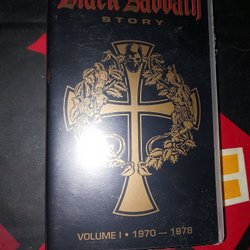 Black Sabbath
STORY
VOLUME I • 1970 — 1978